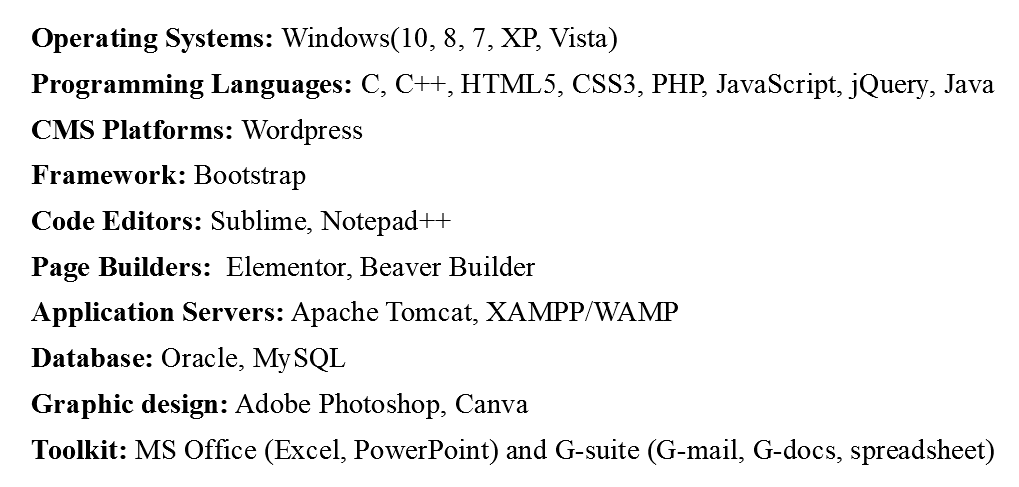 Operating Systems: Windows(10, 8, 7, XP, Vista)
Programming Languages: C, C++, HTML5, CSS3, PHP, JavaScript, jQuery, Java
CMS Platforms: Wordpress
Framework: Bootstrap
Code Editors: Sublime, Notepad++
Page Builders:  Elementor, Beaver Builder
Application Servers: Apache Tomcat, XAMPP/WAMP
Database: Oracle, MySQL
Graphic design: Adobe Photoshop, Canva
Toolkit: MS Office (Excel, PowerPoint) and G-suite (G-mail, G-docs, spreadsheet)